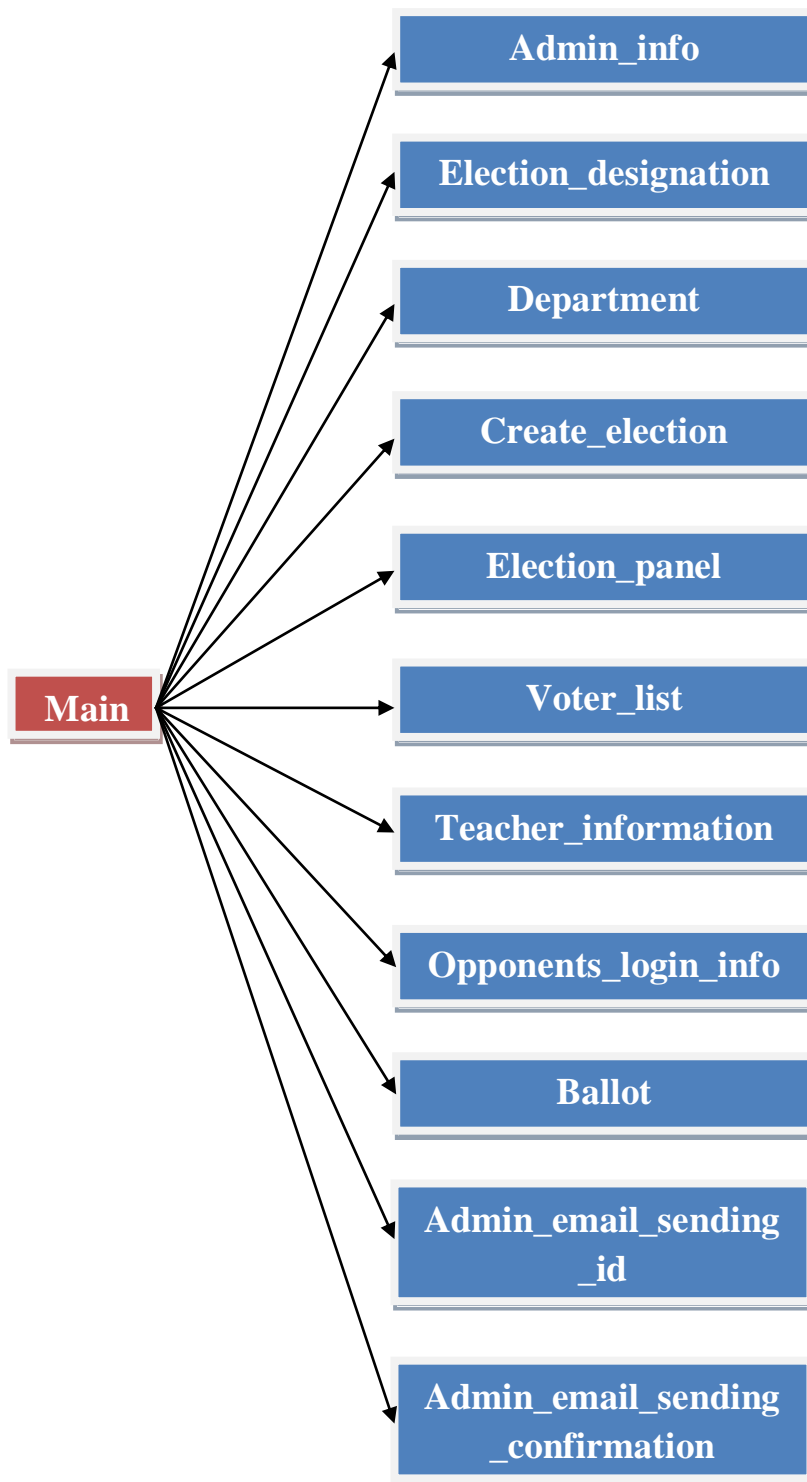 Admin_info
Election_designation
Department
Create_election
Election_panel
Main
Voter_list
Teacher_information
Opponents_login_info
Ballot
Admin_email_sending
_id
Admin_email_sending
_confirmation